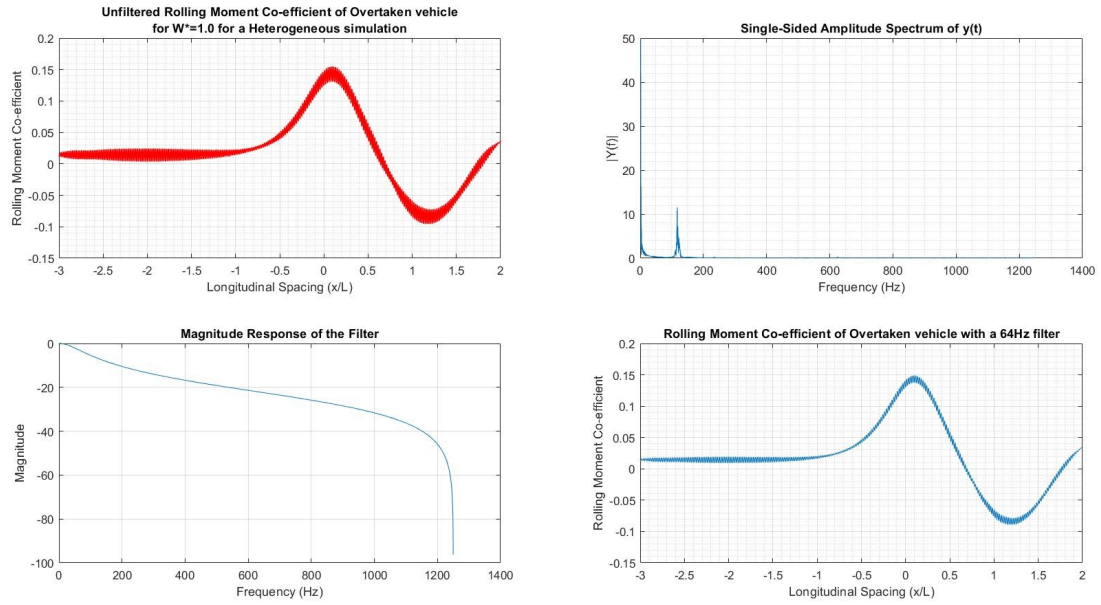 Unfiltered Rolling Moment Co-efficient of Overtaken vehicle
for W*=1.0 for a Heterogeneous simulation
Rolling Moment Co-efficient
0.2
0.15
0.1
0.05
0
-0.05
-0.1
-0.15
-3 -2.5 -2 -1.5 -1 -0.5 0 0.5 1 1.5 2
Longitudinal Spacing (x/L)
Single-Sided Amplitude Spectrum of y(t)
|Y(f)|
50
40
30
20
10
0
0 200 400 600 800 1000 1200 1400
Frequency (Hz)
Magnitude Response of the Filter
Magnitude
0
-20
-40
-60
-80
-100
0 200 400 600 800 1000 1200 1400
Frequency (Hz)
Rolling Moment Co-efficient of Overtaken vehicle with a 64Hz filter
Rolling Moment Co-efficient
0.2
0.15
0.1
0.05
0
-0.05
-0.1
-0.15
-3 -2.5 -2 -1.5 -1 -0.5 0 0.5 1 1.5 2
Longitudinal Spacing (x/L)